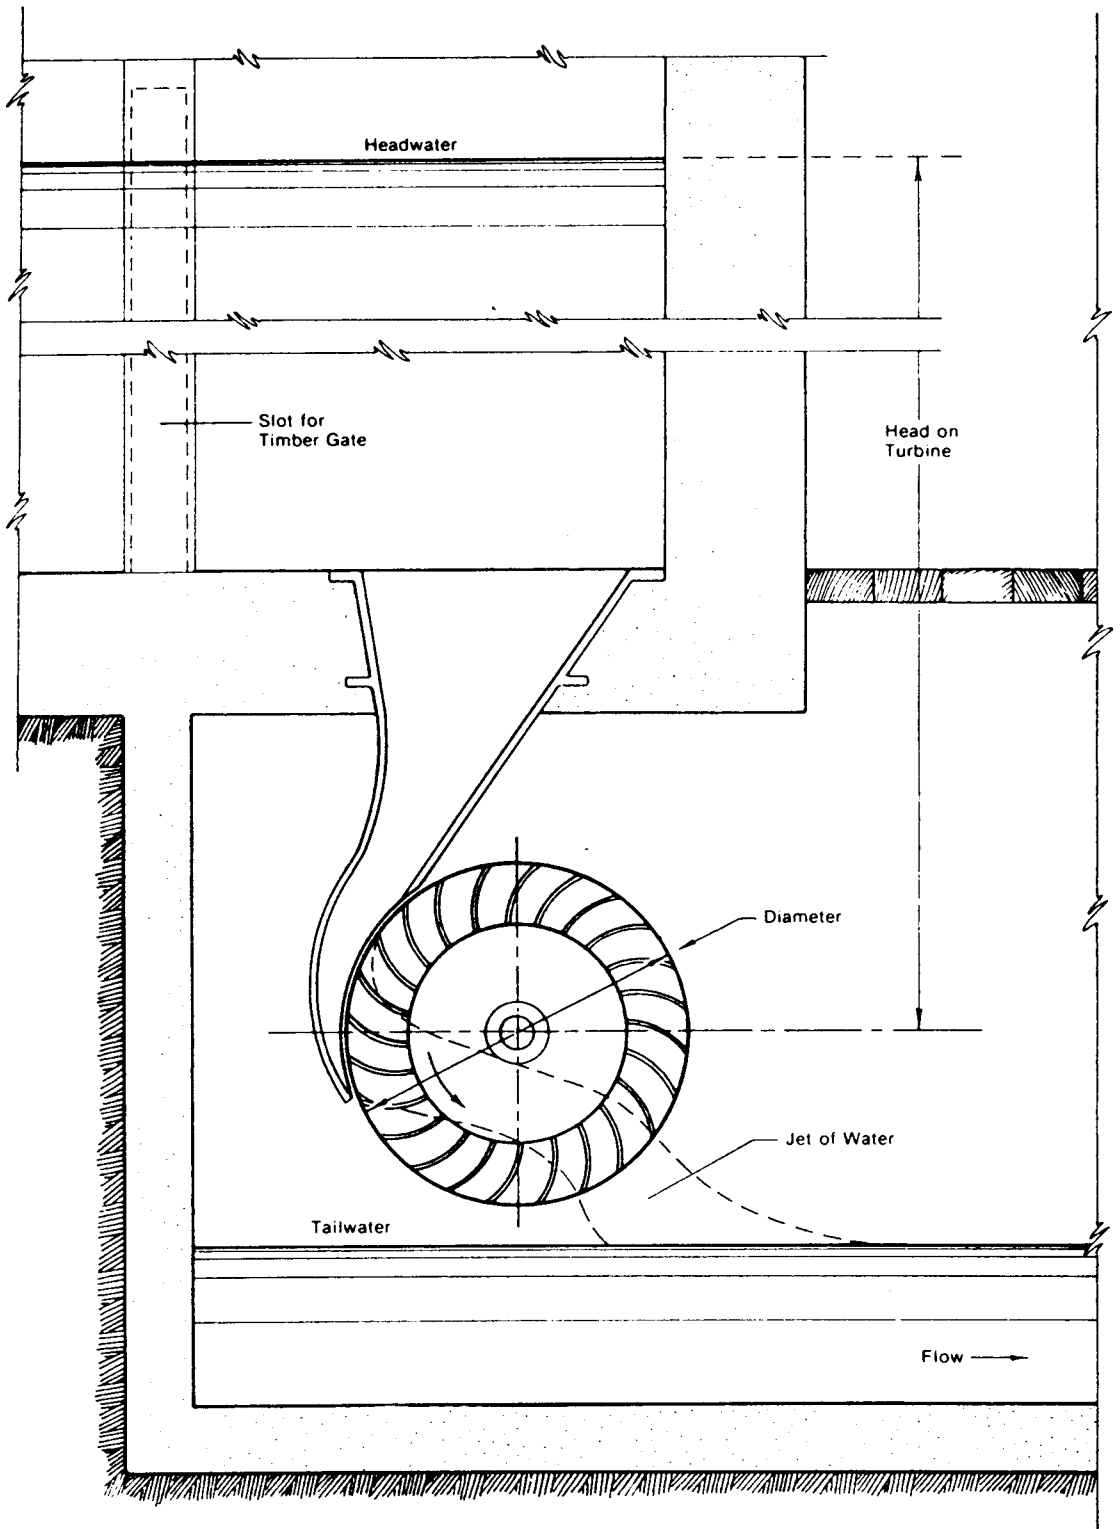 Headwater
Slot for
Timber Gate
Head on
Turbine
Diameter
Jet of Water
Tailwater
Flow